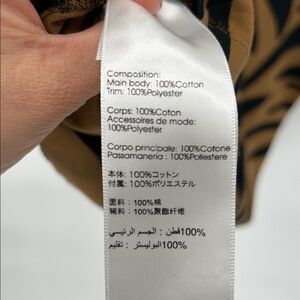 Composition:
Main body: 100%Cotton
Trim: 100%Polyester
Corps: 100%Coton
Accessoires de mode:
100%Polyester
Corpo principale: 100%Cotone
Passamaneria : 100%Poliestere
本体: 100%コットン
付属: 100%ポリエステル
面料: 100%棉
辅料: 100%聚酯纤维
100%قطن : الجسم الرئيسي
100%البوليستر : تقليم